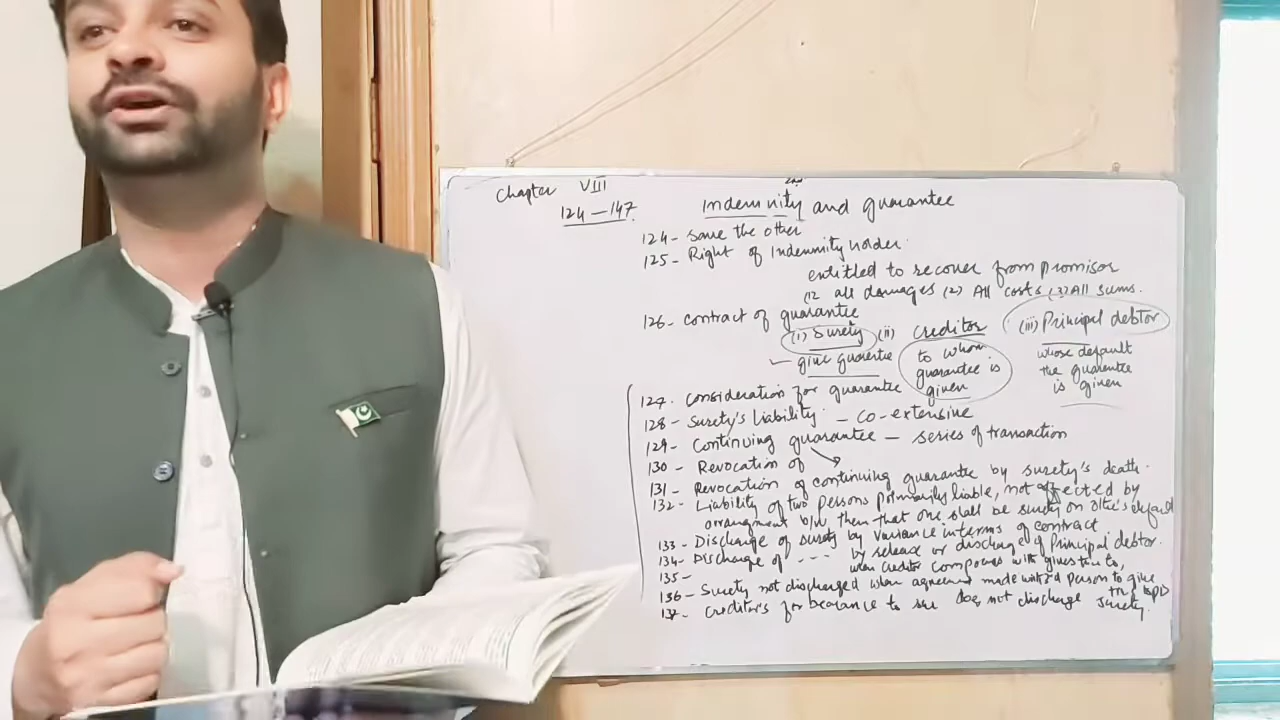 Chapter VIII
124 - 147.
Indemnity and guarantee
124 - Save the other
125 - Right of Indemnity holder.
entitled to recover from promisor
(1) all damages (2) All costs (3) All sums.
126 - Contract of guarantee
(i) Surety (ii) creditor (iii) Principal debtor
give guarantee
to whom guarantee is given
whose default the guarantee is given
127. Consideration for guarantee
128 - Surety's Liability. - co-extensive
129 - Continuing guarantee - series of transaction
130 - Revocation of
131 - Revocation of continuing guarantee by surety's death.
132 - Liability of two persons primarily liable, not affected by
arrangment b/w them that one shall be surety on other's default
133 - Discharge of surety by variance in terms of contract
134 - Discharge of - - - by release or discharge of Principal debtor.
135 - when creditor compounds with gives time to,
136 - Surety not discharged when agreement made with 3rd person to give
137 - Creditor's forbearance to sue does not discharge surety.